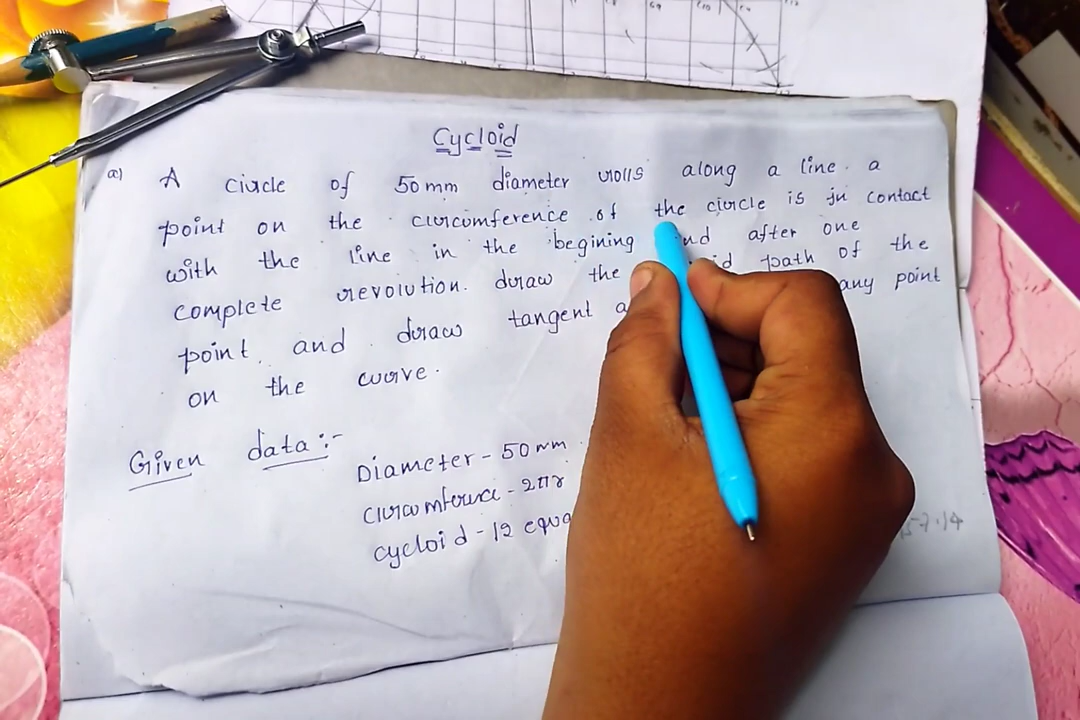 Cycloid
a) A circle of 50mm diameter rolls along a line. a
point on the circumference of the circle is in contact
with the line in the begining and after one
complete revolution. draw the path of the
point. and draw tangent any point
on the curve.
Given data:-
Diameter - 50mm
circumference - 2πr
cycloid - 12 equa